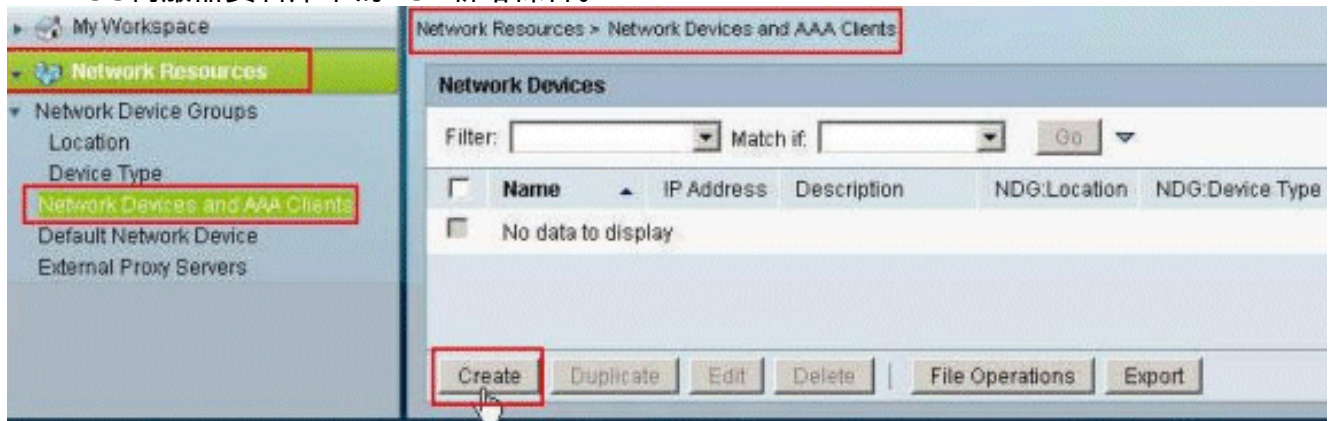 My Workspace
Network Resources
Network Device Groups
Location
Device Type
Network Devices and AAA Clients
Default Network Device
External Proxy Servers
Network Resources > Network Devices and AAA Clients
Network Devices
Filter: Match if: Go
Name IP Address Description NDG:Location NDG:Device Type
No data to display
Create Duplicate Edit Delete | File Operations Export